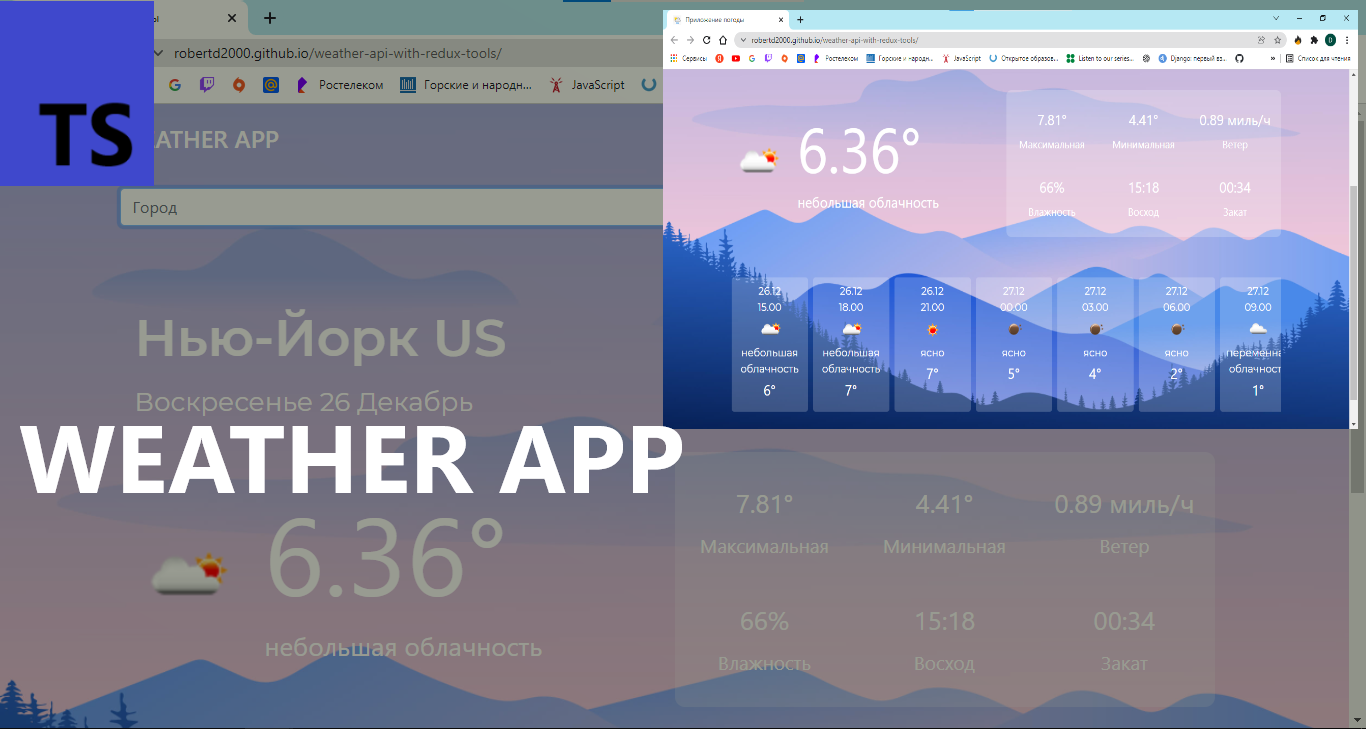 TS
ы
robertd2000.github.io/weather-api-with-redux-tools/
Ростелеком
Горские и народн...
JavaScript
EATHER APP
Город
Нью-Йорк US
Воскресенье 26 Декабрь
WEATHER APP
6.36°
небольшая облачность
7.81° 4.41° 0.89 миль/ч
Максимальная Минимальная Ветер
66% 15:18 00:34
Влажность Восход Закат
Приложение погоды
robertd2000.github.io/weather-api-with-redux-tools/
Сервисы Ростелеком Горские и народн... JavaScript Открытое образов... Listen to our series... Django: первый вз... » Список для чтения
6.36°
небольшая облачность
7.81° 4.41° 0.89 миль/ч
Максимальная Минимальная Ветер
66% 15:18 00:34
Влажность Восход Закат
26.12 26.12 26.12 27.12 27.12 27.12 27.12
15.00 18.00 21.00 00.00 03.00 06.00 09.00
небольшая небольшая ясно ясно ясно ясно переменна
облачность облачность 7° 5° 4° 2° облачност
6° 7° 1°